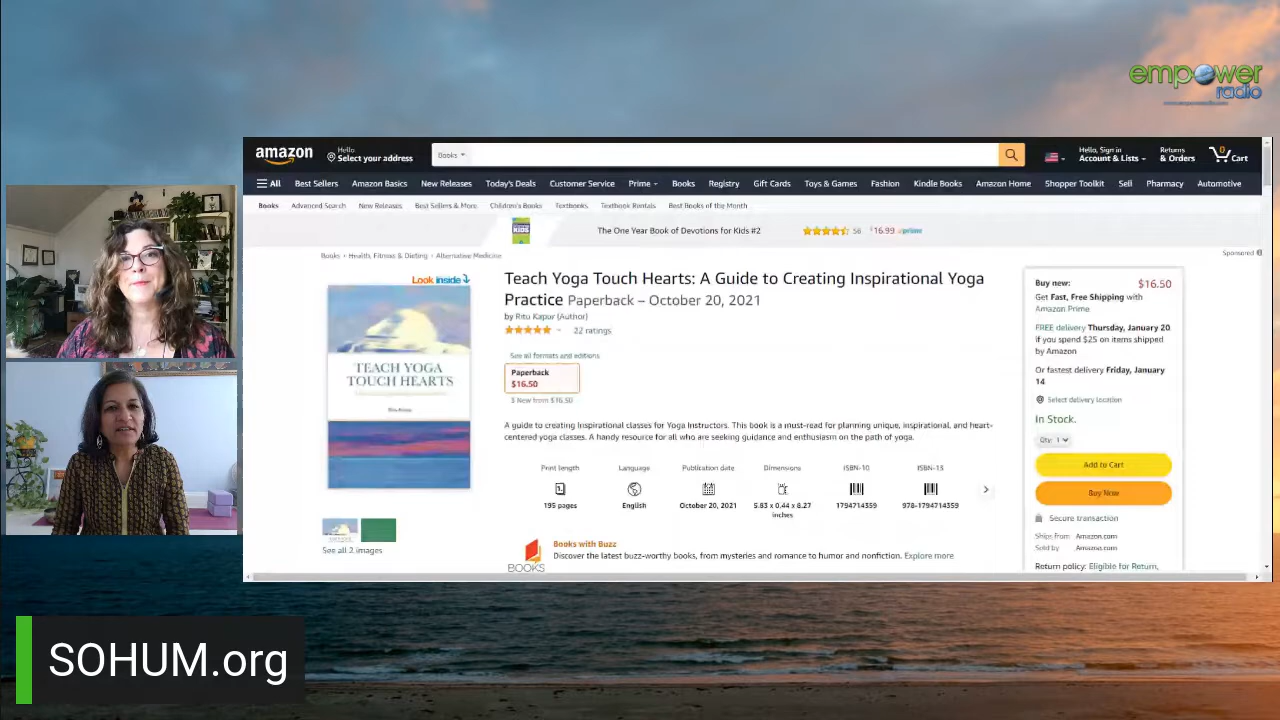 empower
radio
www.empowerradio.com
amazon
Hello
Select your address
Books
Hello, Sign in
Account & Lists
Returns
& Orders
0
Cart
All Best Sellers Amazon Basics New Releases Today's Deals Customer Service Prime Books Registry Gift Cards Toys & Games Fashion Kindle Books Amazon Home Shopper Toolkit Sell Pharmacy Automotive
Books Advanced Search New Releases Best Sellers & More Children's Books Textbooks Textbook Rentals Best Books of the Month
The One Year Book of Devotions for Kids #2 56 $16.99 prime
Sponsored
Books › Health, Fitness & Dieting › Alternative Medicine
Look inside
TEACH YOGA
TOUCH HEARTS
Ritu Kapur
See all 2 images
Teach Yoga Touch Hearts: A Guide to Creating Inspirational Yoga
Practice Paperback – October 20, 2021
by Ritu Kapur (Author)
22 ratings
See all formats and editions
Paperback
$16.50
3 New from $16.50
A guide to creating inspirational classes for Yoga Instructors. This book is a must-read for planning unique, inspirational, and heart-
centered yoga classes. A handy resource for all who are seeking guidance and enthusiasm on the path of yoga.
Print length Language Publication date Dimensions ISBN-10 ISBN-13
195 pages English October 20, 2021 5.83 x 0.44 x 8.27 1794714359 978-1794714359
inches
BOOKS
Books with Buzz
Discover the latest buzz-worthy books, from mysteries and romance to humor and nonfiction. Explore more
Buy new: $16.50
Get Fast, Free Shipping with
Amazon Prime
FREE delivery Thursday, January 20
if you spend $25 on items shipped
by Amazon
Or fastest delivery Friday, January
14
Select delivery location
In Stock.
Qty: 1
Add to Cart
Buy Now
Secure transaction
Ships from Amazon.com
Sold by Amazon.com
Return policy: Eligible for Return,
SOHUM.org